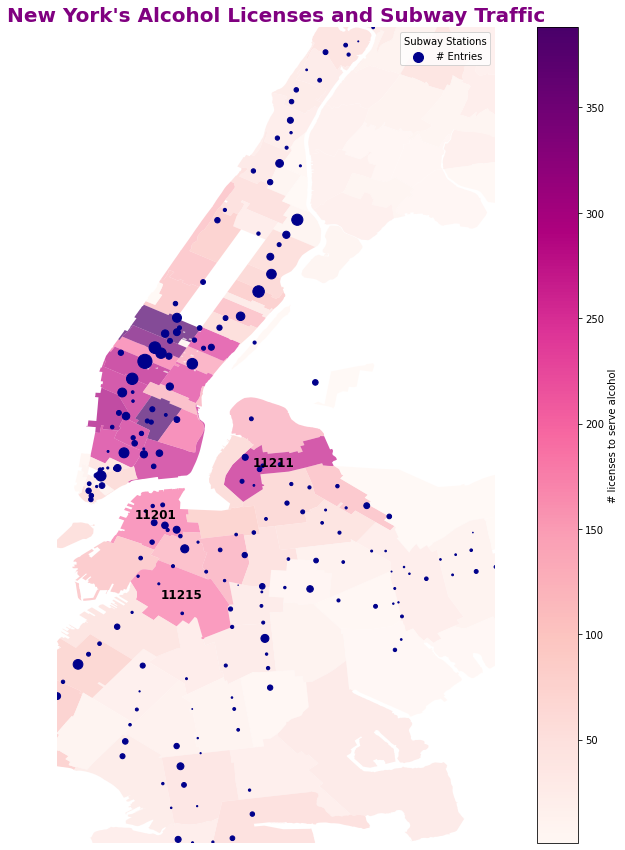 New York's Alcohol Licenses and Subway Traffic
Subway Stations
# Entries
350
300
250
200
150
100
50
# licenses to serve alcohol
11211
11201
11215